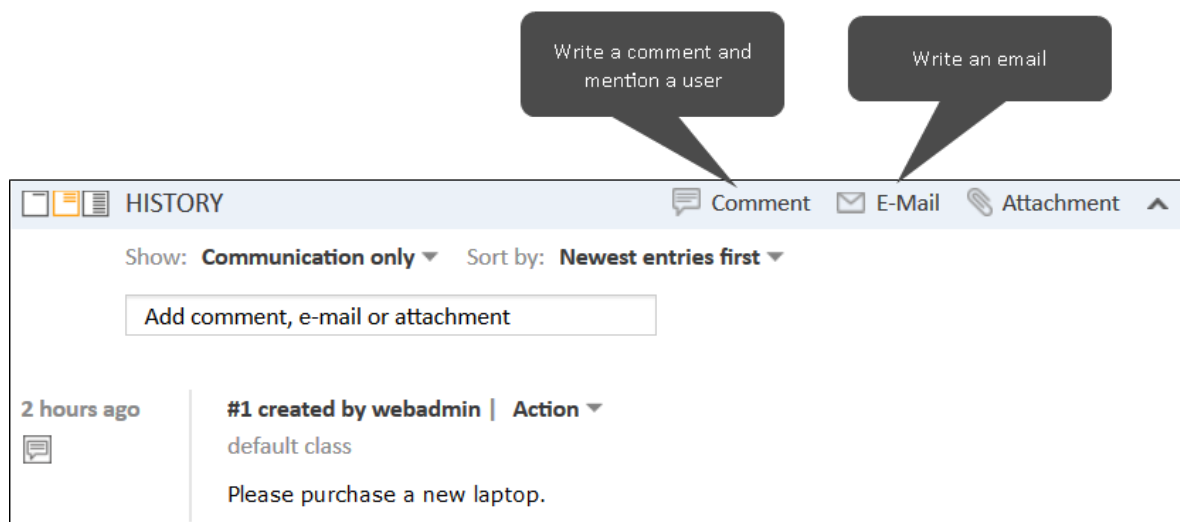 Write a comment and
mention a user
Write an email
HISTORY Comment E-Mail Attachment
Show: Communication only Sort by: Newest entries first
Add comment, e-mail or attachment
2 hours ago #1 created by webadmin | Action
default class
Please purchase a new laptop.